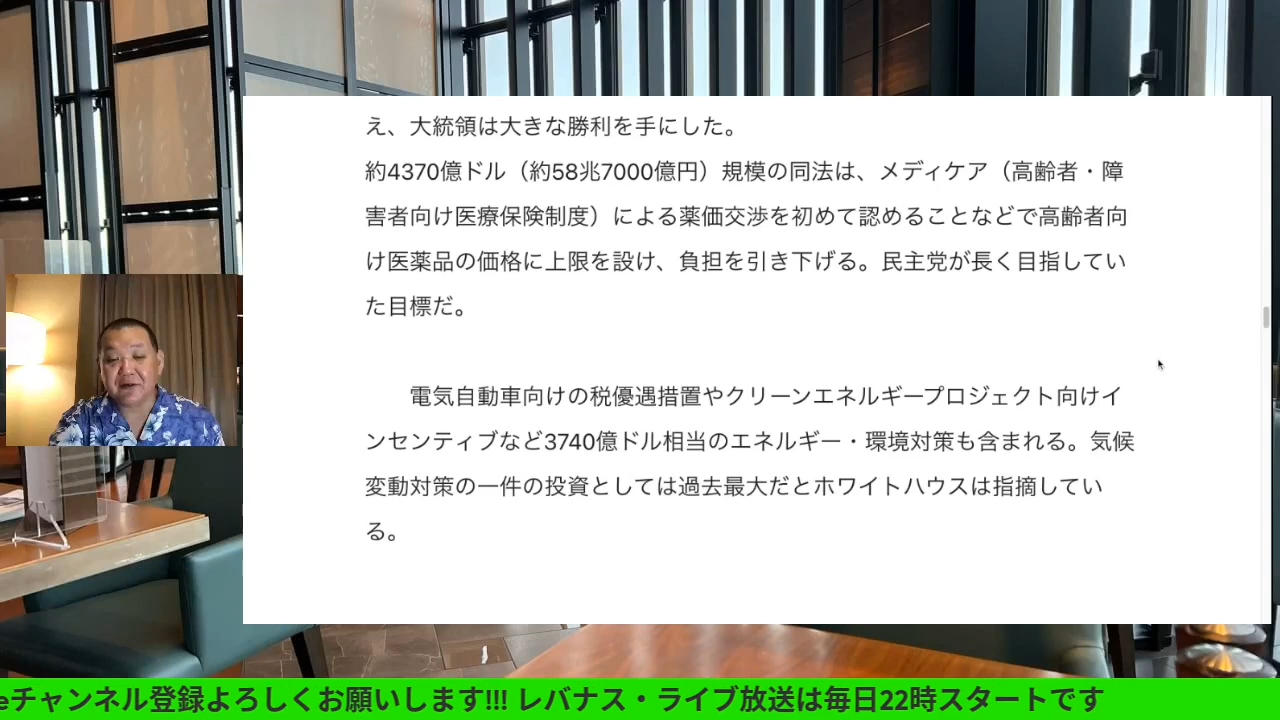 え、大統領は大きな勝利を手にした。
約4370億ドル（約58兆7000億円）規模の同法は、メディケア（高齢者・障
害者向け医療保険制度）による薬価交渉を初めて認めることなどで高齢者向
け医薬品の価格に上限を設け、負担を引き下げる。民主党が長く目指してい
た目標だ。
電気自動車向けの税優遇措置やクリーンエネルギープロジェクト向けイ
ンセンティブなど3740億ドル相当のエネルギー・環境対策も含まれる。気候
変動対策の一件の投資としては過去最大だとホワイトハウスは指摘してい
る。
eチャンネル登録よろしくお願いします!!! レバナス・ライブ放送は毎日22時スタートです